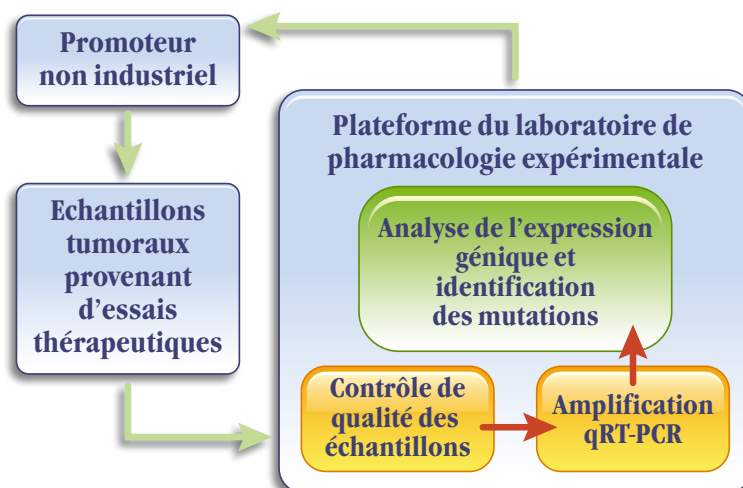 Promoteur
non industriel
Echantillons
tumoraux
provenant
d'essais
thérapeutiques
Plateforme du laboratoire de
pharmacologie expérimentale
Analyse de l'expression
génique et
identification
des mutations
Contrôle de
qualité des
échantillons
Amplification
qRT-PCR